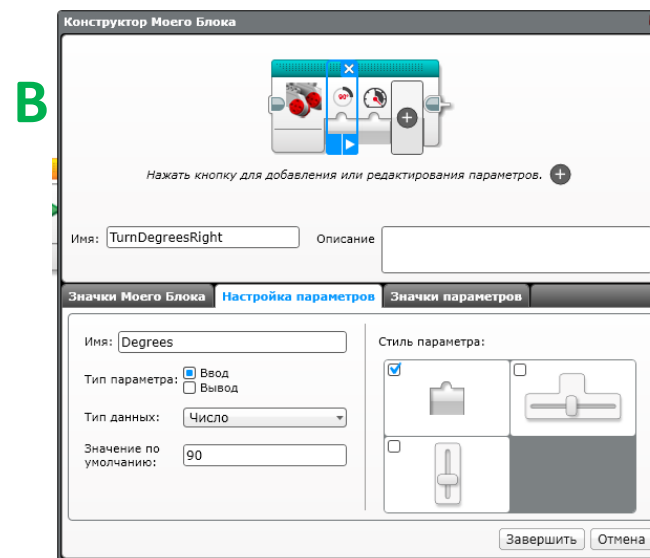 Конструктор Моего Блока
B
90°
Нажать кнопку для добавления или редактирования параметров.
Имя: TurnDegreesRight Описание
Значки Моего Блока Настройка параметров Значки параметров
Имя: Degrees Стиль параметра:
Тип параметра: Ввод
Вывод
Тип данных: Число
Значение по умолчанию: 90
Завершить Отмена